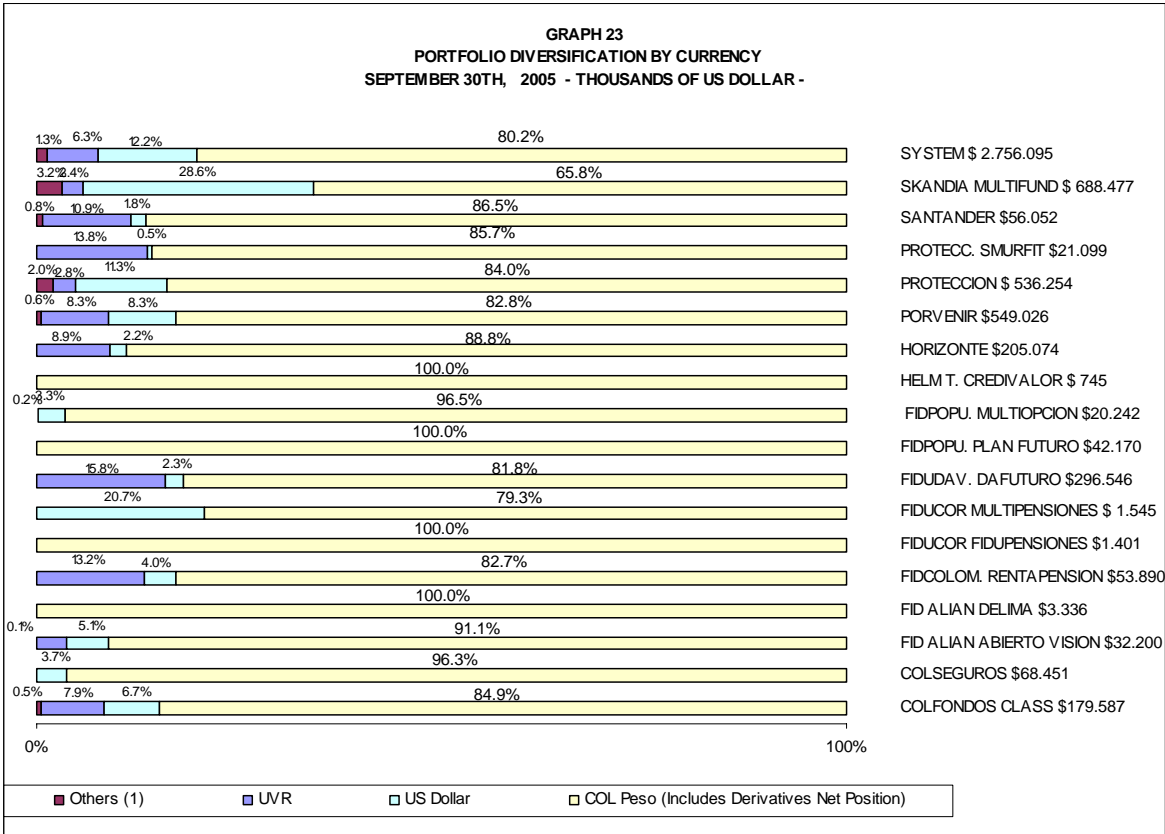 GRAPH 23
PORTFOLIO DIVERSIFICATION BY CURRENCY
SEPTEMBER 30TH, 2005 - THOUSANDS OF US DOLLAR -
1.3% 6.3% 12.2% 80.2% SYSTEM $ 2.756.095
3.2% 2.4% 28.6% 65.8% SKANDIA MULTIFUND $ 688.477
0.8% 10.9% 1.8% 86.5% SANTANDER $56.052
13.8% 0.5% 85.7% PROTECC. SMURFIT $21.099
2.0% 2.8% 11.3% 84.0% PROTECCION $ 536.254
0.6% 8.3% 8.3% 82.8% PORVENIR $549.026
8.9% 2.2% 88.8% HORIZONTE $205.074
100.0% HELM T. CREDIVALOR $ 745
0.2% 3.3% 96.5% FIDPOPU. MULTIOPCION $20.242
100.0% FIDPOPU. PLAN FUTURO $42.170
15.8% 2.3% 81.8% FIDUDAV. DAFUTURO $296.546
20.7% 79.3% FIDUCOR MULTIPENSIONES $ 1.545
100.0% FIDUCOR FIDUPENSIONES $1.401
13.2% 4.0% 82.7% FIDCOLOM. RENTAPENSION $53.890
100.0% FID ALIAN DELIMA $3.336
0.1% 5.1% 91.1% FID ALIAN ABIERTO VISION $32.200
3.7% 96.3% COLSEGUROS $68.451
0.5% 7.9% 6.7% 84.9% COLFONDOS CLASS $179.587
0% 100%
Others (1) UVR US Dollar COL Peso (Includes Derivatives Net Position)